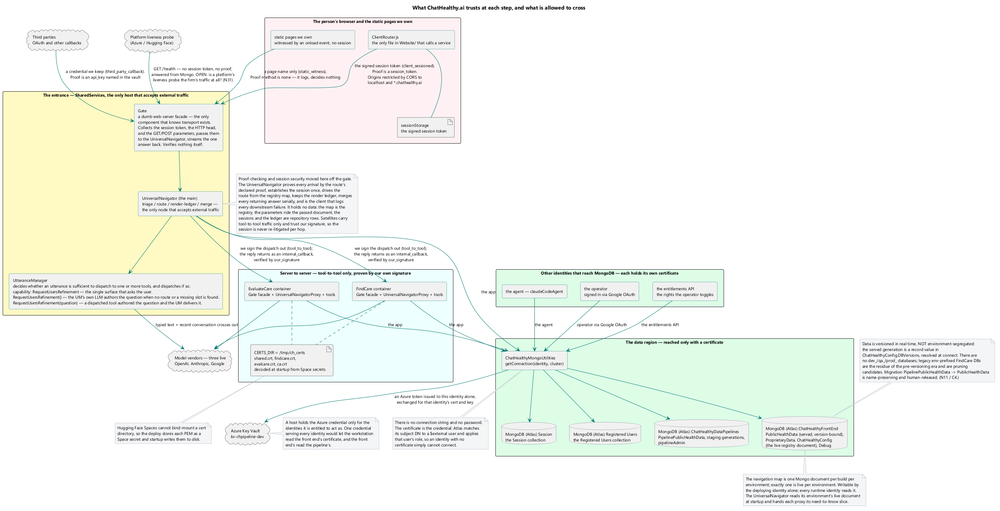 What ChatHealthy.ai trusts at each step, and what is allowed to cross
The person's browser and the static pages we own
Third parties
OAuth and other callbacks
Platform liveness probe
(Azure / Hugging Face)
static pages we own
witnessed by an onload event, no session
ClientRouter.js
the only file in Website/ that calls a service
a credential we keep (third_party_callback).
Proof is an api_key named in the vault
GET /health — no session token, no proof;
answered from Mongo. OPEN: is a platform's
liveness probe the firm's traffic at all? (N31)
a page name only (static_witness).
Proof method is none — it logs, decides nothing
the signed session token (client_sessioned).
Proof is a session_token.
Origins restricted by CORS to
localhost and *.chathealthy.ai
The entrance — SharedServices, the only host that accepts external traffic
Gate
a dumb web-server facade — the only
component that knows transport exists.
Collects the session token, the HTTP head,
and the GET/POST parameters, passes them
to the UniversalNavigator, streams the one
answer back. Verifies nothing itself.
sessionStorage
the signed session token
UniversalNavigator (the main)
triage / route / render-ledger / merge —
the only node that accepts external traffic
Proof-checking and session security moved here off the gate.
The UniversalNavigator proves every arrival by the route's
declared proof, establishes the session once, drives the
route from the registry map, keeps the render ledger, merges
every returning answer serially, and is the client that logs
every downstream failure. It holds no data: the map is the
registry, the parameters ride the passed document, the
sessions and the ledger are repository rows. Satellites carry
tool-to-tool traffic only and trust our signature, so the
session is never re-litigated per hop.
we sign the dispatch out (tool_to_tool);
the reply returns as an internal_callback,
verified by our_signature
we sign the dispatch out (tool_to_tool);
the reply returns as an internal_callback,
verified by our_signature
UtteranceManager
decides whether an utterance is sufficient to dispatch to one or more tools, and dispatches if so.
capability: RequestUsersRefinement — the single surface that asks the user.
RequestUsersRefinement() — the UM's own LLM authors the question when no route or a missing slot is found.
RequestUsersRefinement(question) — a dispatched tool authored the question and the UM delivers it.
Server to server — tool-to-tool only, proven by our own signature
EvaluateCare container
Gate facade + UniversalNavigatorProxy + tools
FindCare container
Gate facade + UniversalNavigatorProxy + tools
the app
Other identities that reach MongoDB — each holds its own certificate
the agent — claudeCodeAgent
the operator
signed in via Google OAuth
the entitlements API
the rights the operator toggles
typed text + recent conversation crosses out
the app
the app
the agent
operator via Google OAuth
the entitlements API
Model vendors — three live
OpenAI, Anthropic, Google
CERTS_DIR = /tmp/ch_certs
shared.crt, findcare.crt,
evalcare.crt, ca.crt
decoded at startup from Space secrets
The data region — reached only with a certificate
ChatHealthyMongoUtilities
getConnection(identity, cluster)
Data is versioned in real time, NOT environment-segregated:
the served generation is a record value in
ChatHealthyConfig.DBVersions, resolved at connect. There are
no dev_/qa_/prod_ databases; legacy env-prefixed FindCare DBs
are the residue of the pre-versioning era and are pruning
candidates. Migration PipelinePublicHealthData -> PublicHealthData
is name-preserving and human-released. (N11 / C4.)
an Azure token issued to this identity alone,
exchanged for that identity's cert and key
Hugging Face Spaces cannot bind-mount a cert
directory, so the deploy stores each PEM as a
Space secret and startup writes them to disk.
Azure Key Vault
kv-chpipeline-dev
A host holds the Azure credential only for the
identities it is entitled to act as. One credential
serving every identity would let the workstation
read the front end's certificate, and the front
end's read the pipeline's.
There is no connection string and no password.
The certificate is the credential: Atlas matches
its subject DN to a $external user and applies
that user's role, so an identity with no
certificate simply cannot connect.
MongoDB (Atlas) Session
the Session collection
MongoDB (Atlas) Registered Users
the Registered Users collection
MongoDB (Atlas) ChatHealthyDataPipelines
PipelinePublicHealthData, staging generations,
pipelineAdmin
MongoDB (Atlas) ChatHealthyFrontEnd
PublicHealthData (served, version-bound),
ProprietaryData, ChatHealthyConfig
(the live registry document), Debug
The navigation map is one Mongo document per build per
environment; exactly one is live per environment. Writable by
the deploying identity alone; every runtime identity reads it.
The UniversalNavigator reads its environment's live document
at startup and hands each proxy its need-to-know slice.